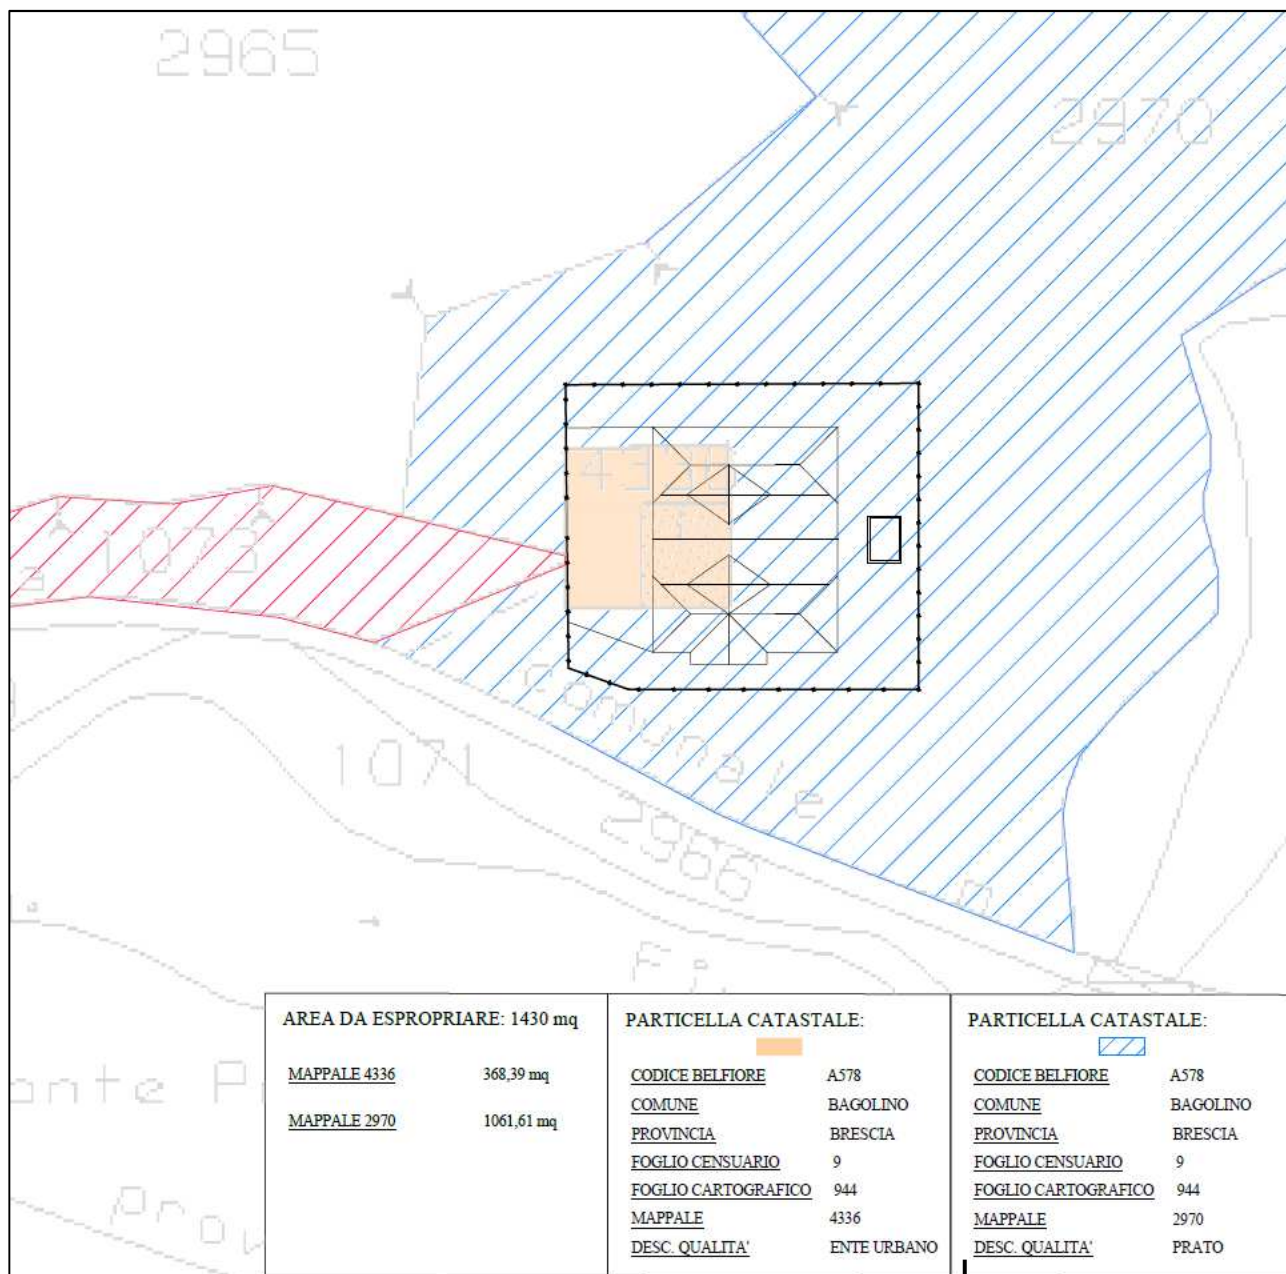 2965
2970
4336
1073
a
comunale
1071
2966
AREA DA ESPROPRIARE: 1430 mq
MAPPALE 4336 368,39 mq
MAPPALE 2970 1061,61 mq
PARTICELLA CATASTALE:
CODICE BELFIORE A578
COMUNE BAGOLINO
PROVINCIA BRESCIA
FOGLIO CENSUARIO 9
FOGLIO CARTOGRAFICO 944
MAPPALE 4336
DESC. QUALITA' ENTE URBANO
PARTICELLA CATASTALE:
CODICE BELFIORE A578
COMUNE BAGOLINO
PROVINCIA BRESCIA
FOGLIO CENSUARIO 9
FOGLIO CARTOGRAFICO 944
MAPPALE 2970
DESC. QUALITA' PRATO